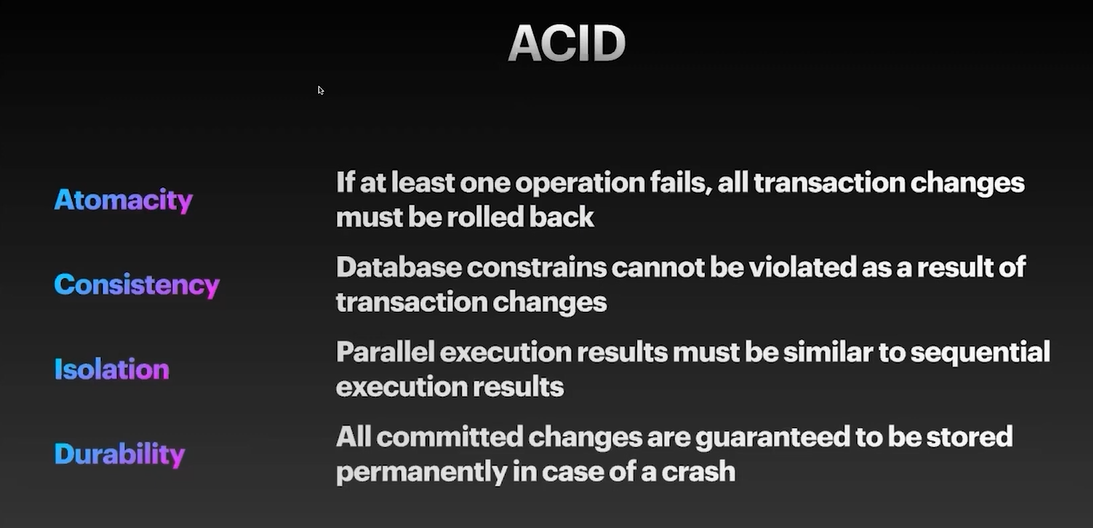 ACID
Atomacity
If at least one operation fails, all transaction changes
must be rolled back
Consistency
Database constrains cannot be violated as a result of
transaction changes
Isolation
Parallel execution results must be similar to sequential
execution results
Durability
All committed changes are guaranteed to be stored
permanently in case of a crash